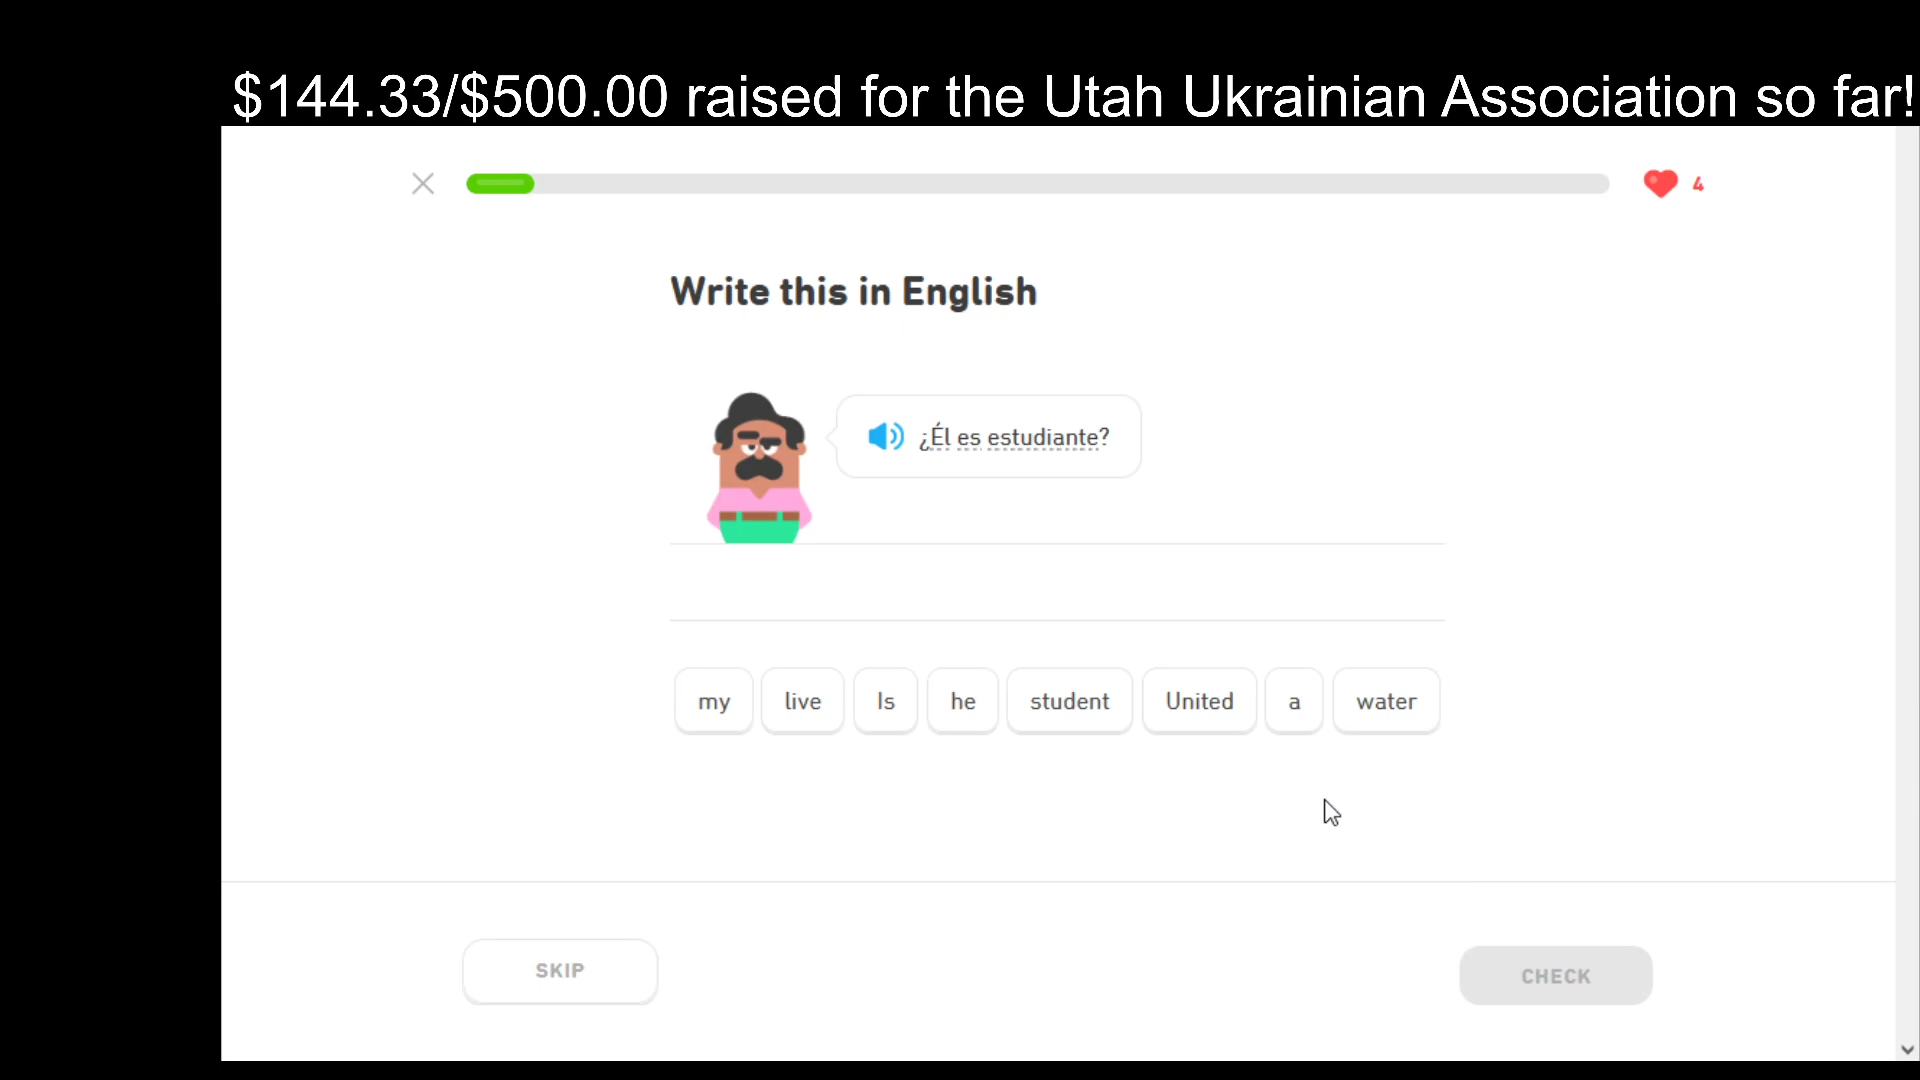 $144.33/$500.00 raised for the Utah Ukrainian Association so far!
4
Write this in English
¿Él es estudiante?
my live Is he student United a water
SKIP CHECK